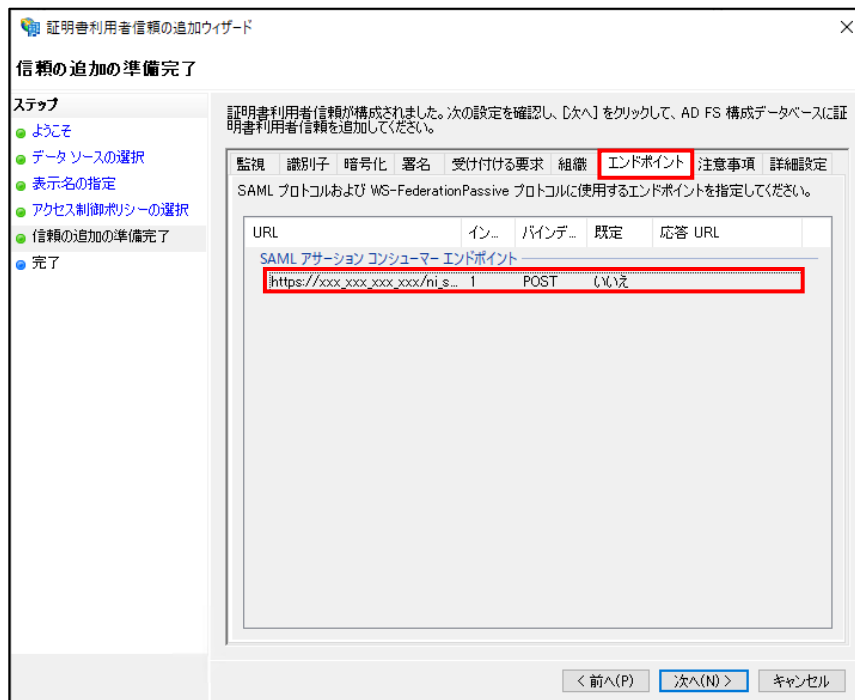 証明書利用者信頼の追加ウィザード
信頼の追加の準備完了
ステップ
ようこそ
データ ソースの選択
表示名の指定
アクセス制御ポリシーの選択
信頼の追加の準備完了
完了
証明書利用者信頼が構成されました。次の設定を確認し、[次へ] をクリックして、AD FS 構成データベースに証
明書利用者信頼を追加してください。
監視 識別子 暗号化 署名 受け付ける要求 組織 エンドポイント 注意事項 詳細設定
SAML プロトコルおよび WS-FederationPassive プロトコルに使用するエンドポイントを指定してください。
URL イン... バインデ... 既定 応答 URL
SAML アサーション コンシューマー エンドポイント
https://xxx_xxx_xxx_xxx/ni_s... 1 POST いいえ
< 前へ(P) 次へ(N) > キャンセル